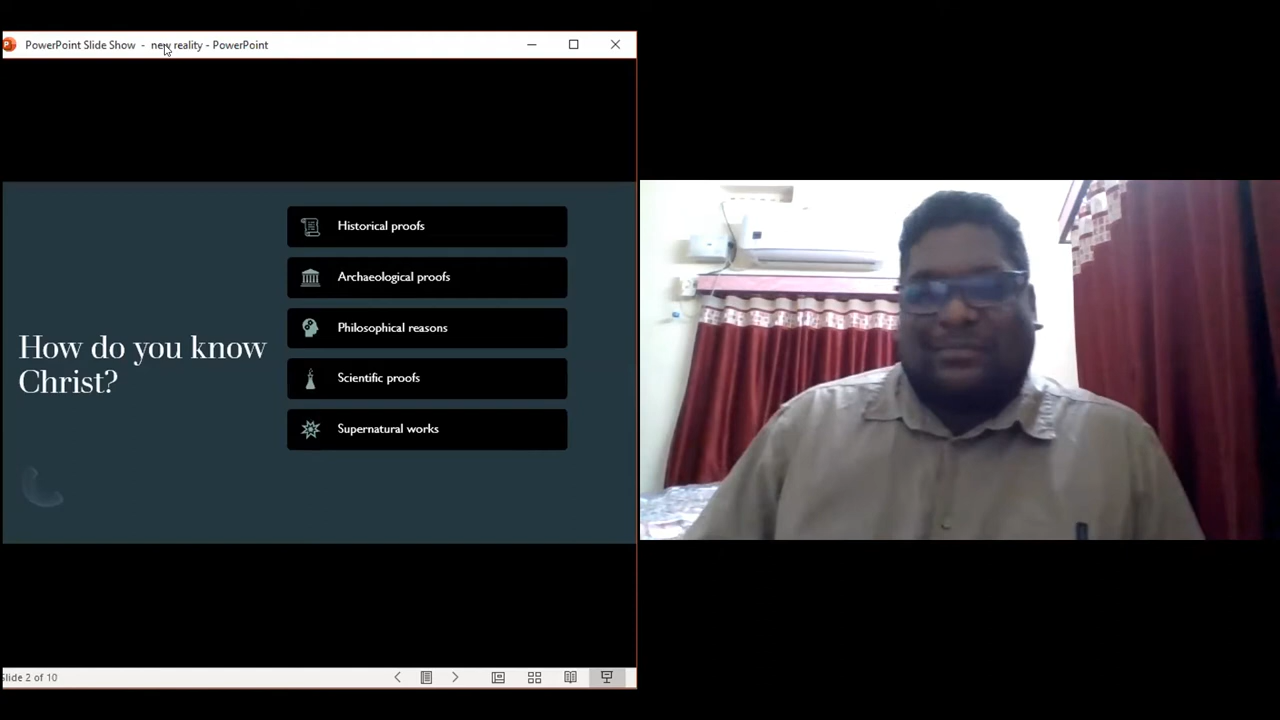 PowerPoint Slide Show - new reality - PowerPoint
How do you know
Christ?
Historical proofs
Archaeological proofs
Philosophical reasons
Scientific proofs
Supernatural works
Slide 2 of 10